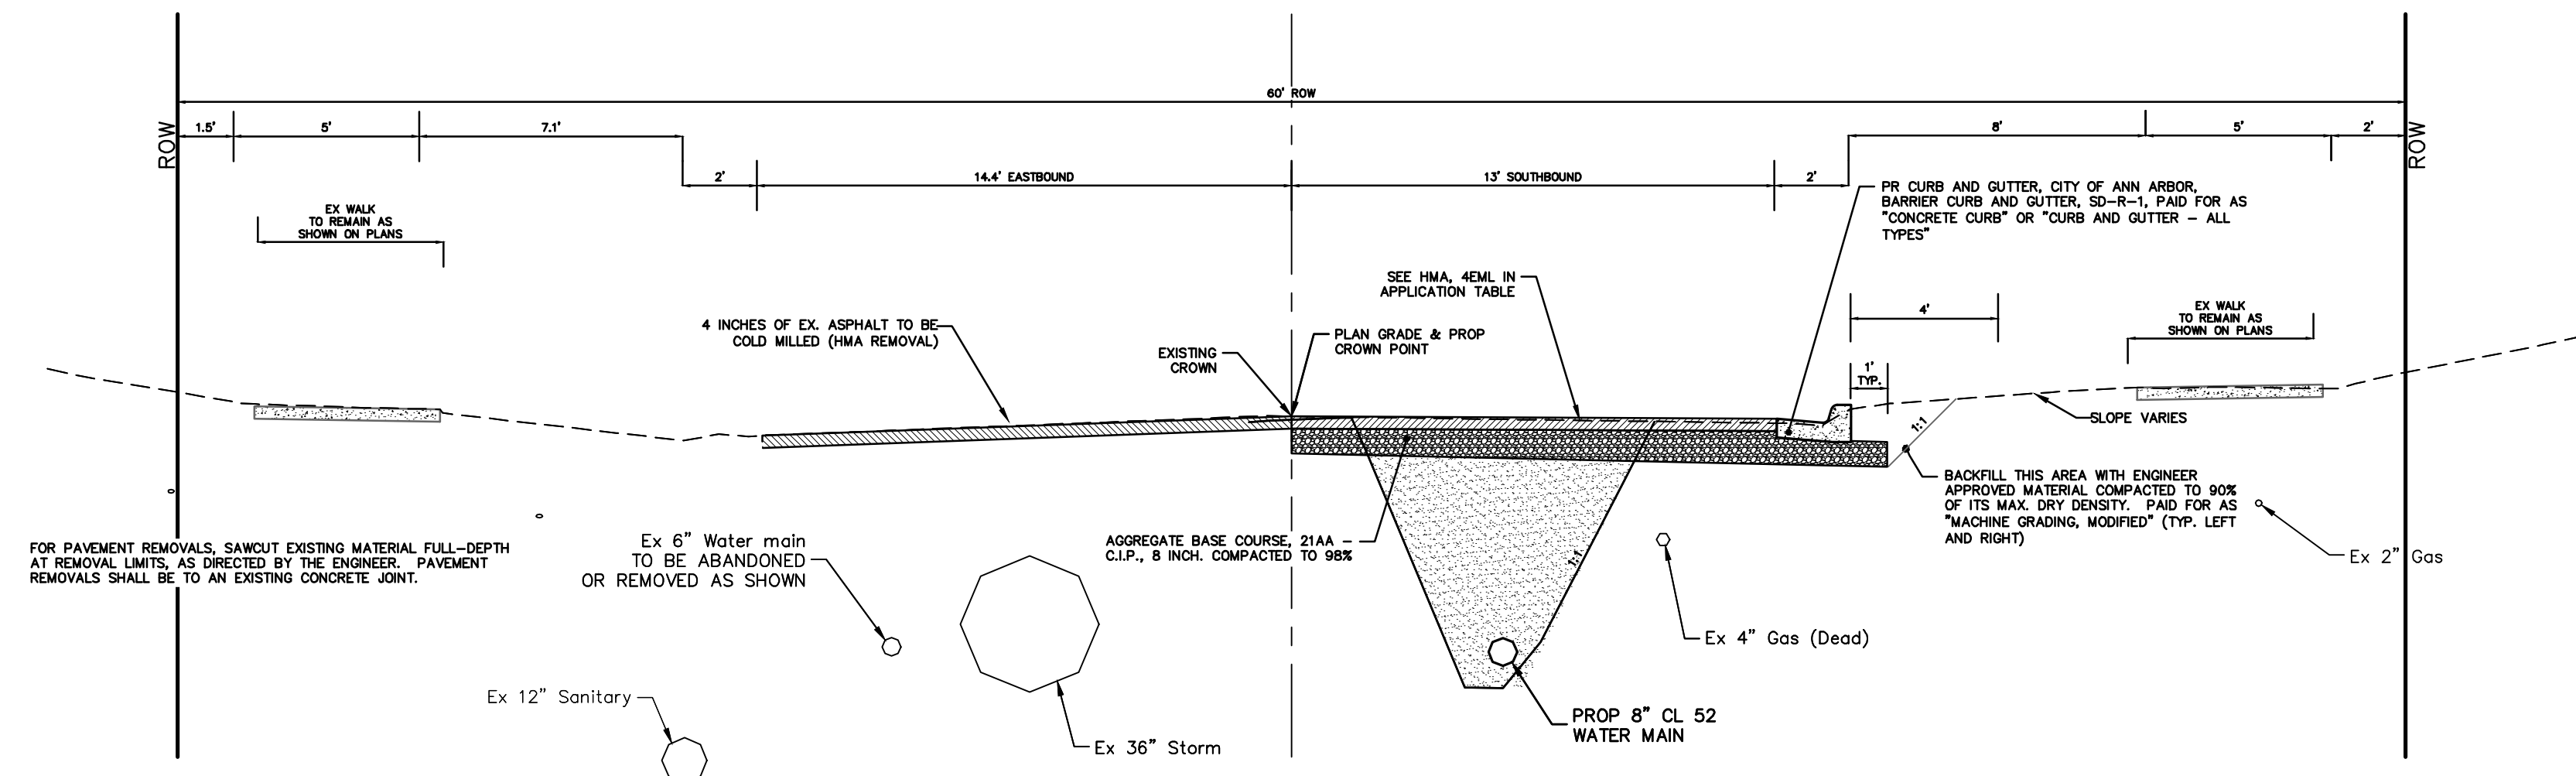 60' ROW
ROW
1.5'
5'
7.1'
8'
5'
2'
ROW
2'
14.4' EASTBOUND
13' SOUTHBOUND
2'
EX WALK
TO REMAIN AS
SHOWN ON PLANS
PR CURB AND GUTTER, CITY OF ANN ARBOR,
BARRIER CURB AND GUTTER, SD-R-1, PAID FOR AS
"CONCRETE CURB" OR "CURB AND GUTTER - ALL
TYPES"
SEE HMA, 4EML IN
APPLICATION TABLE
4 INCHES OF EX. ASPHALT TO BE
COLD MILLED (HMA REMOVAL)
PLAN GRADE & PROP
CROWN POINT
EXISTING
CROWN
4'
EX WALK
TO REMAIN AS
SHOWN ON PLANS
1'
TYP.
1:1
SLOPE VARIES
BACKFILL THIS AREA WITH ENGINEER
APPROVED MATERIAL COMPACTED TO 90%
OF ITS MAX. DRY DENSITY. PAID FOR AS
"MACHINE GRADING, MODIFIED" (TYP. LEFT
AND RIGHT)
FOR PAVEMENT REMOVALS, SAWCUT EXISTING MATERIAL FULL-DEPTH
AT REMOVAL LIMITS, AS DIRECTED BY THE ENGINEER. PAVEMENT
REMOVALS SHALL BE TO AN EXISTING CONCRETE JOINT.
Ex 6" Water main
TO BE ABANDONED
OR REMOVED AS SHOWN
AGGREGATE BASE COURSE, 21AA -
C.I.P., 8 INCH. COMPACTED TO 98%
1:1
Ex 2" Gas
Ex 4" Gas (Dead)
Ex 12" Sanitary
Ex 36" Storm
PROP 8" CL 52
WATER MAIN